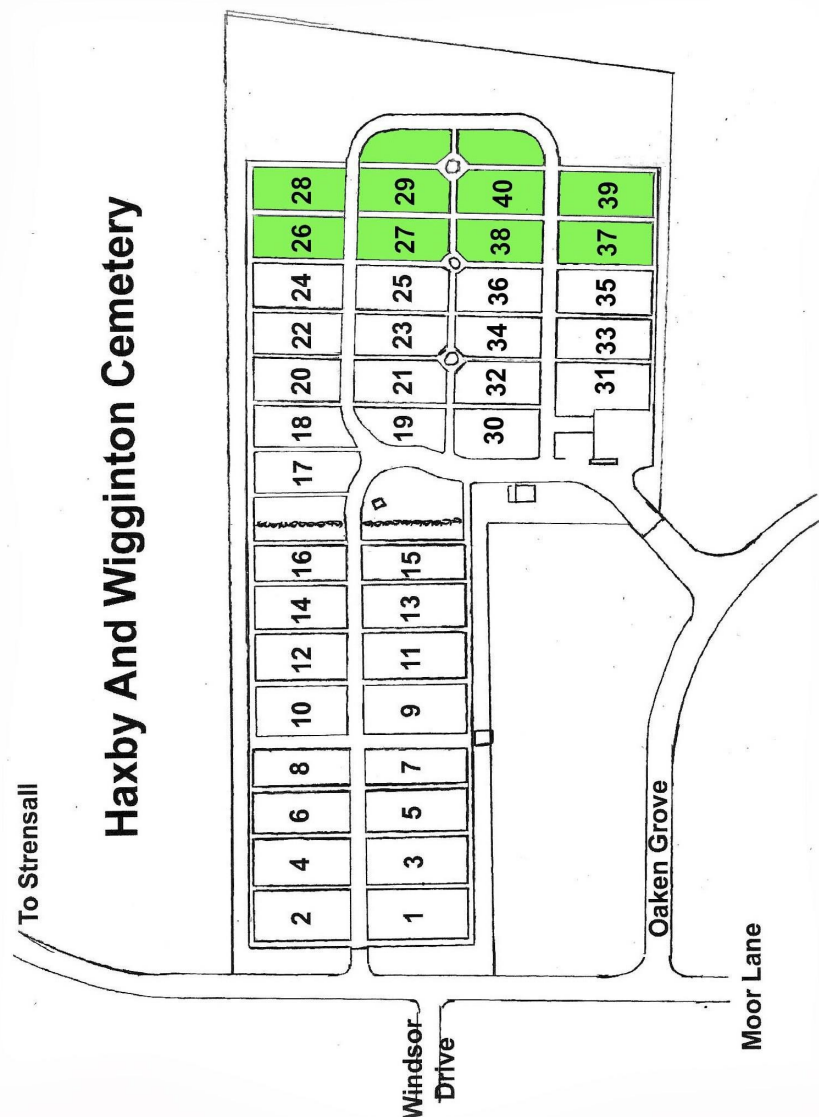 To Strensall
Haxby And Wigginton Cemetery
2 4 6 8 10 12 14 16 17 18 20 22 24 26 28
Windsor
Drive
1 3 5 7 9 11 13 15 19 21 23 25 27 29
30 32 34 36 38 40
31 33 35 37 39
Oaken Grove
Moor Lane